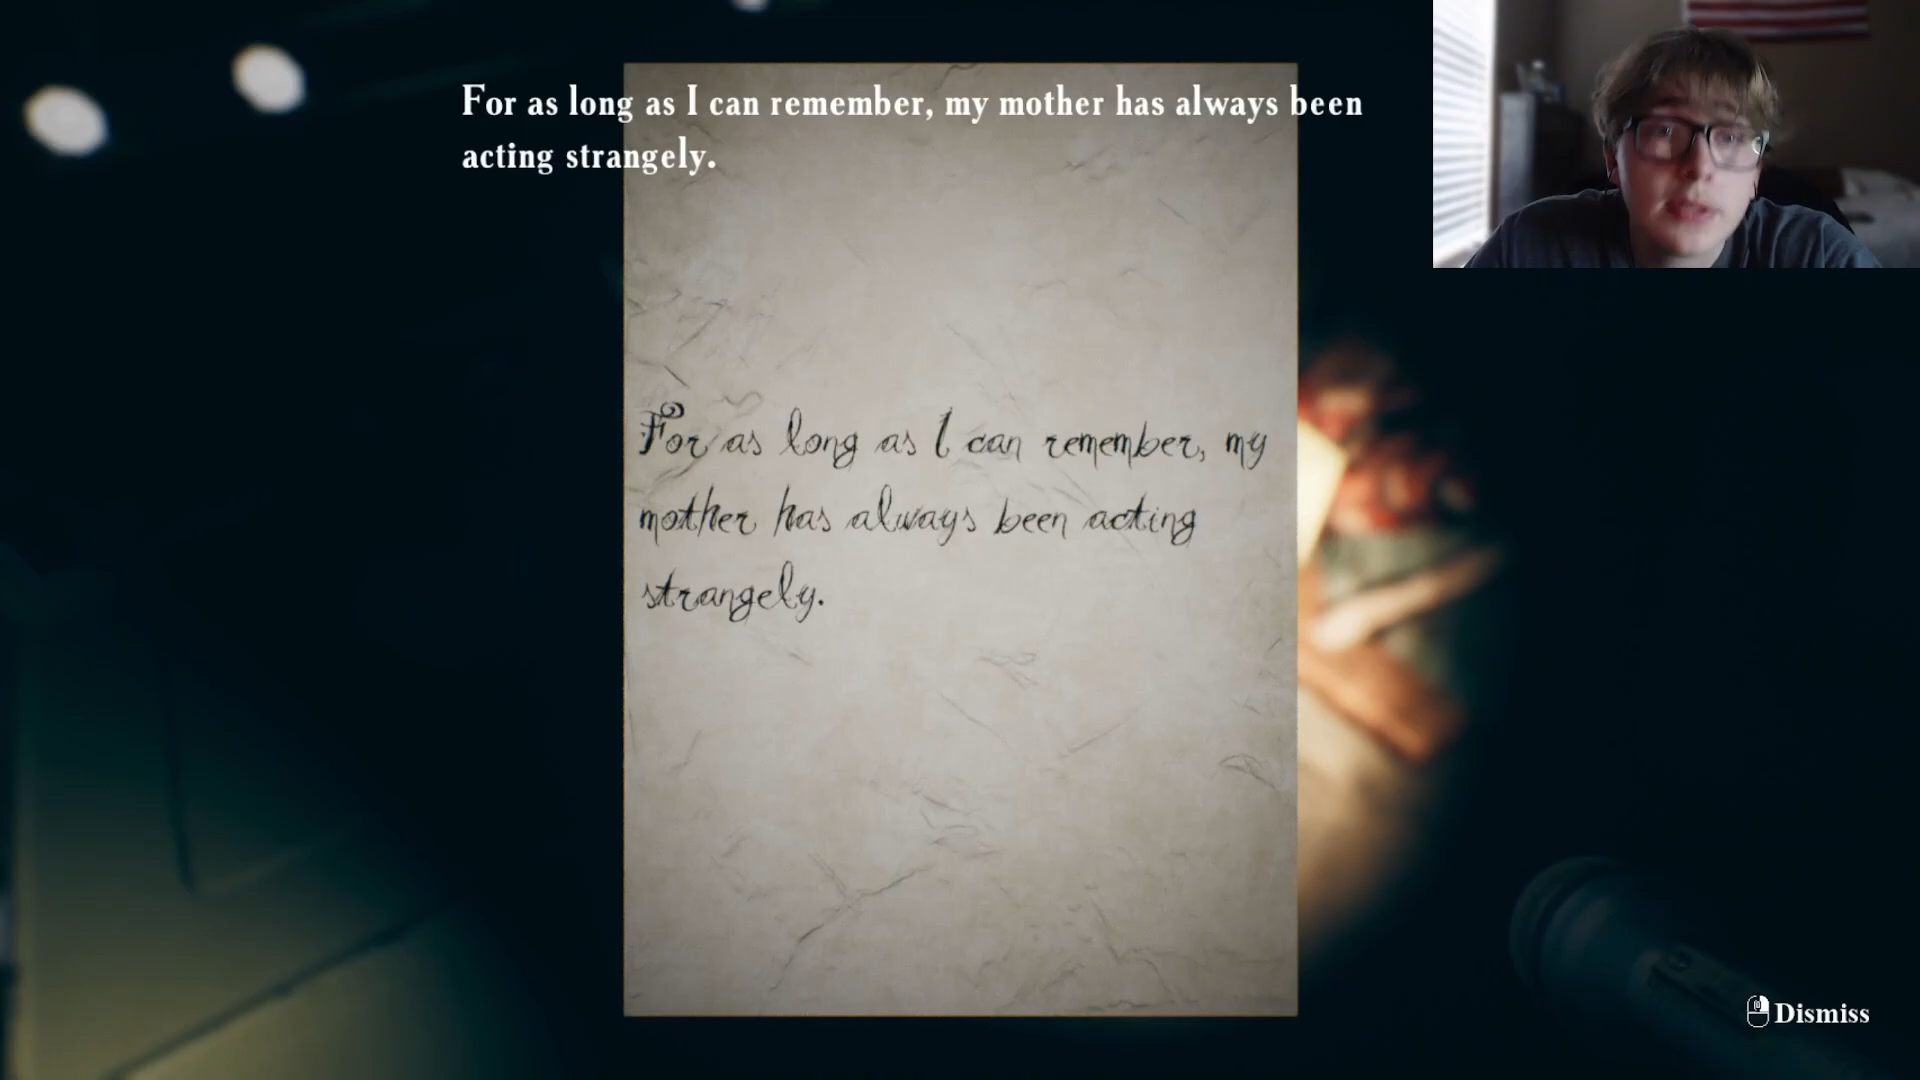 For as long as I can remember, my mother has always been
acting strangely.
For as long as I can remember, my
mother has always been acting
strangely.
Dismiss